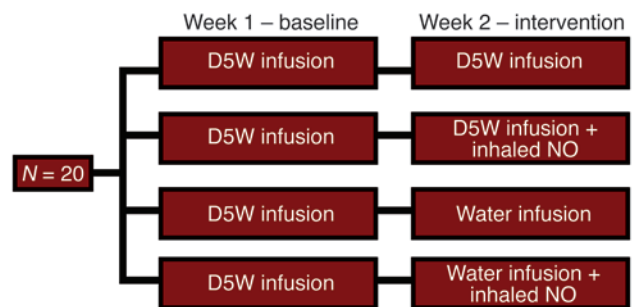 Week 1 – baseline Week 2 – intervention
D5W infusion D5W infusion
D5W infusion D5W infusion +
inhaled NO
N = 20
D5W infusion Water infusion
D5W infusion Water infusion +
inhaled NO